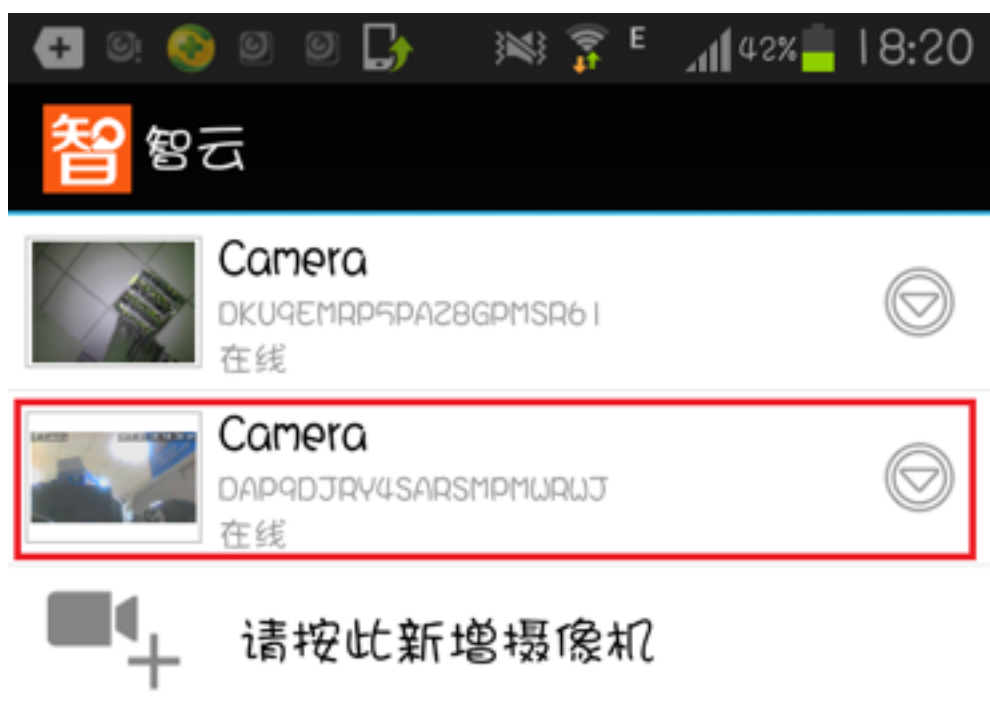 E 42% 18:20
智 智云
Camera
DKU9EMRP5PAZ8GPMSR61
在线
Camera
DAP9DJRY4SARSMPMWRWJ
在线
请按此新增摄像机